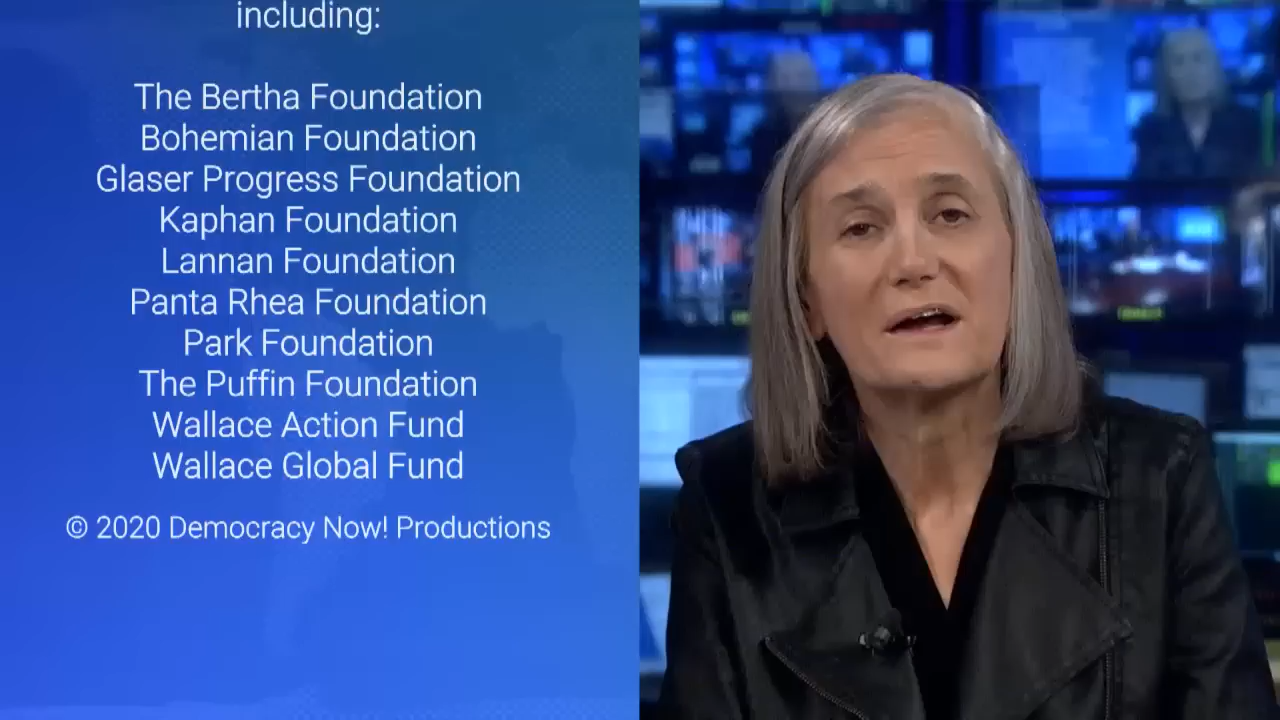 including:
The Bertha Foundation
Bohemian Foundation
Glaser Progress Foundation
Kaphan Foundation
Lannan Foundation
Panta Rhea Foundation
Park Foundation
The Puffin Foundation
Wallace Action Fund
Wallace Global Fund
© 2020 Democracy Now! Productions